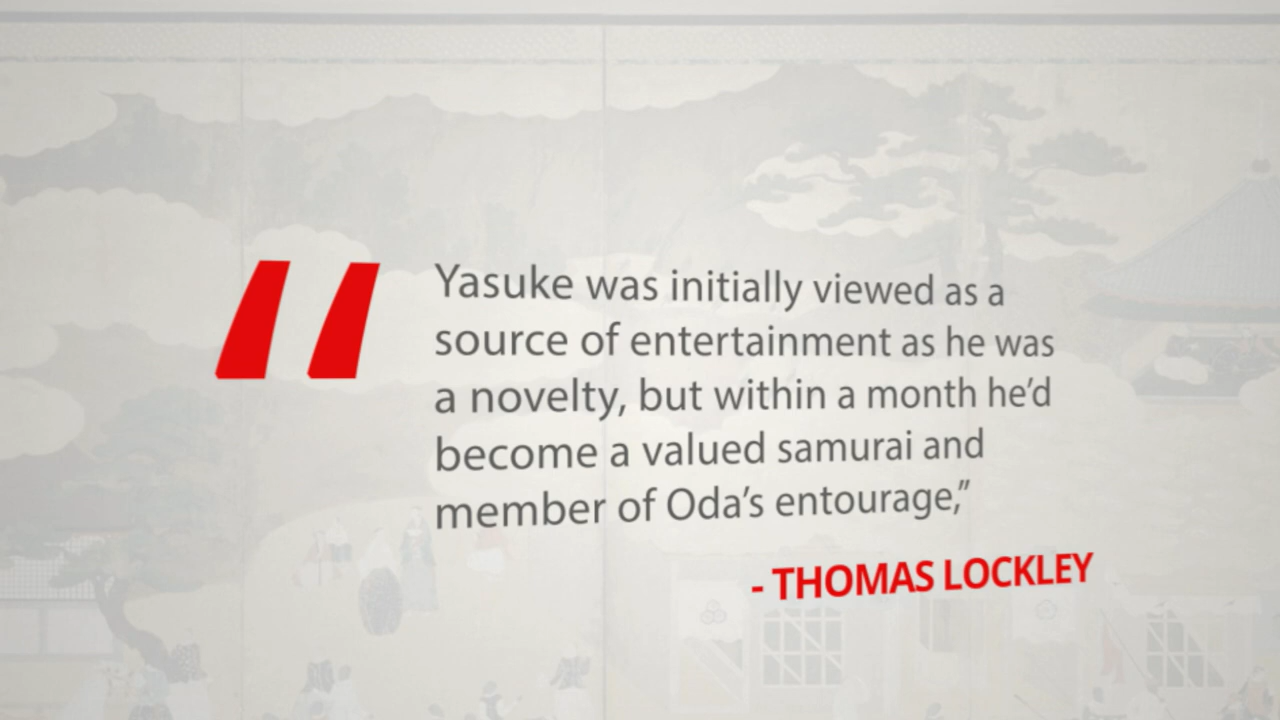 “
Yasuke was initially viewed as a
source of entertainment as he was
a novelty, but within a month he’d
become a valued samurai and
member of Oda’s entourage,”
- THOMAS LOCKLEY